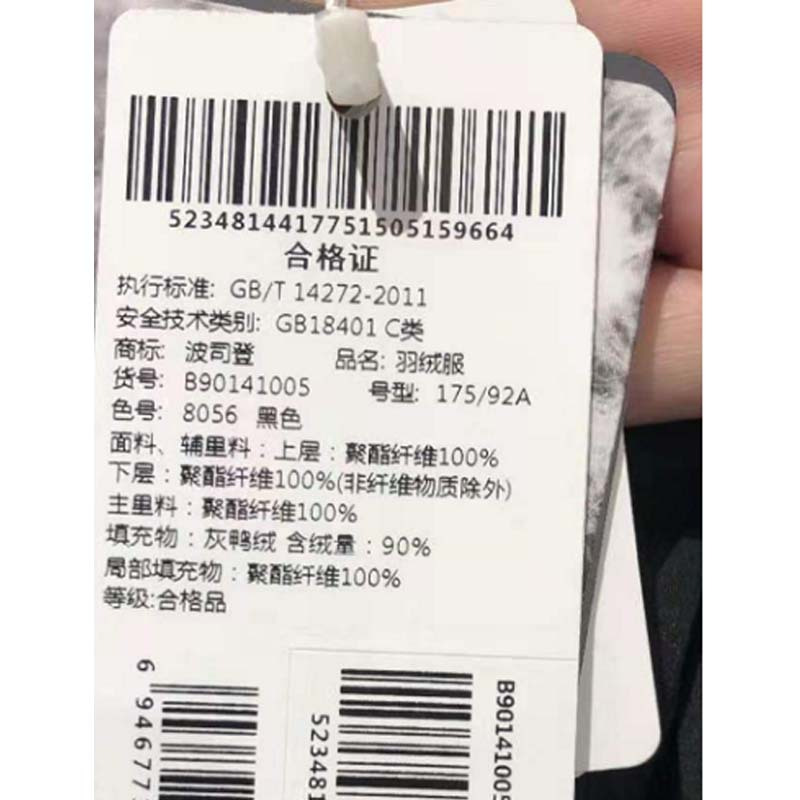 523481441775150515​9664
合格证
执行标准: GB/T 14272-2011
安全技术类别: GB18401 C类
商标: 波司登 品名: 羽绒服
货号: B90141005 号型: 175/92A
色号: 8056 黑色
面料、辅里料：上层：聚酯纤维100%
下层：聚酯纤维100%(非纤维物质除外)
主里料：聚酯纤维100%
填充物：灰鸭绒 含绒量：90%
局部填充物：聚酯纤维100%
等级:合格品
6 94677
523481
B9014100